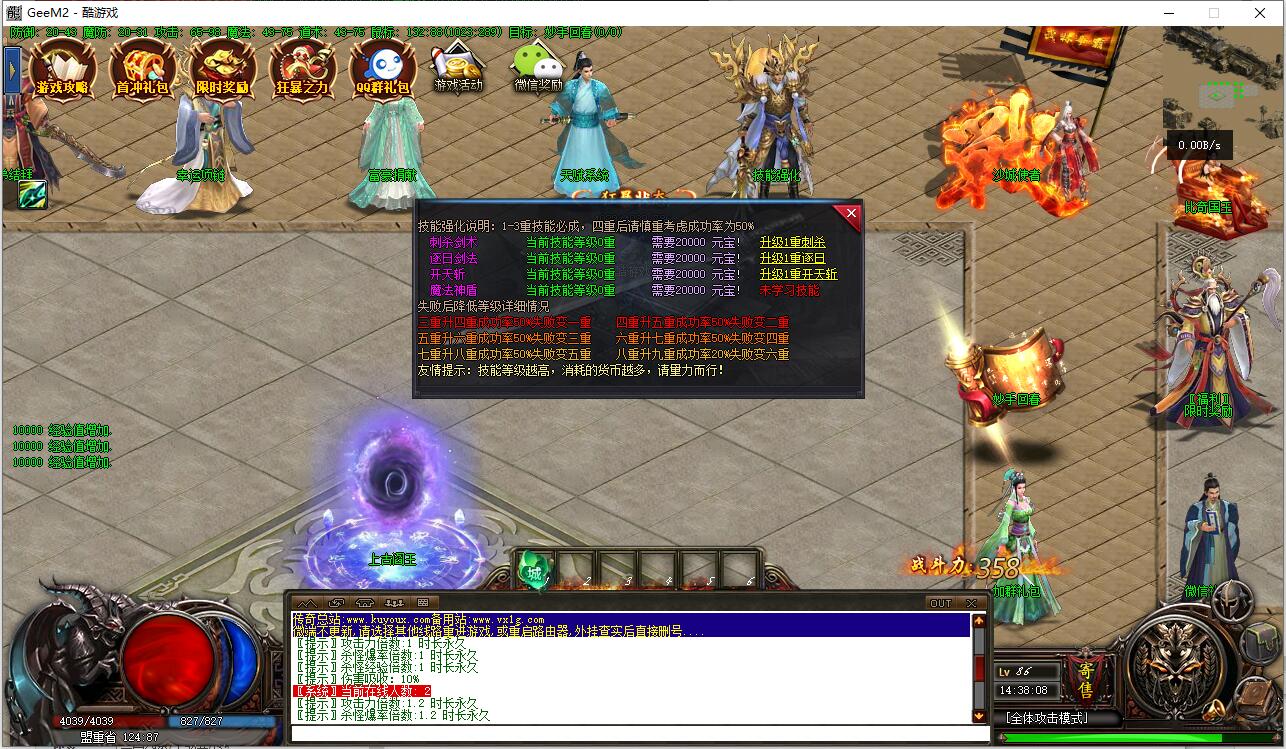 GeeM2 - 酷游戏
防御: 20-43 魔防: 20-31 攻击: 65-98 魔法: 43-75 道术: 43-75 鼠标: 132:88(1023:269) 目标: 妙手回春(0/0)
游戏攻略
首冲礼包
限时奖励
狂暴之力
QQ群礼包
游戏活动
微信奖励
0.00B/s
幸运项链
富豪捐献
天赋系统
技能强化
沙城使者
比奇国王
技能强化说明: 1-3重技能必成, 四重后请慎重考虑成功率为50%
刺杀剑术 当前技能等级0重 需要20000 元宝! 升级1重刺杀
逐日剑法 当前技能等级0重 需要20000 元宝! 升级1重逐日
开天斩 当前技能等级0重 需要20000 元宝! 升级1重开天斩
魔法神盾 当前技能等级0重 需要20000 元宝! 未学习技能
失败后降低等级详细情况
三重升四重成功率50%失败变一重 四重升五重成功率50%失败变二重
五重升六重成功率50%失败变三重 六重升七重成功率50%失败变四重
七重升八重成功率50%失败变五重 八重升九重成功率20%失败变六重
友情提示: 技能等级越高, 消耗的货币越多, 请量力而行!
妙手回春
〖福利〗
限时奖励
10000 经验值增加.
10000 经验值增加.
10000 经验值增加.
上古阁王
城 1 2 3 4 5 6
战斗力 358
加群礼包
OUT
传奇总站:www.kuyoux.com备用站:www.vxlg.com
微端不更新,请选择其他线路重进游戏,或重启路由器,外挂查实后直接删号....
〖提示〗攻击力倍数:1 时长永久
〖提示〗杀怪爆率倍数:1 时长永久
〖提示〗杀怪经验倍数:1 时长永久
〖提示〗伤害吸收: 10%
〖系统〗当前在线人数: 2
〖提示〗攻击力倍数:1.2 时长永久
〖提示〗杀怪爆率倍数:1.2 时长永久
4039/4039 827/827
盟重省 124:87
Lv 86
14:38:08
寄售
[全体攻击模式]